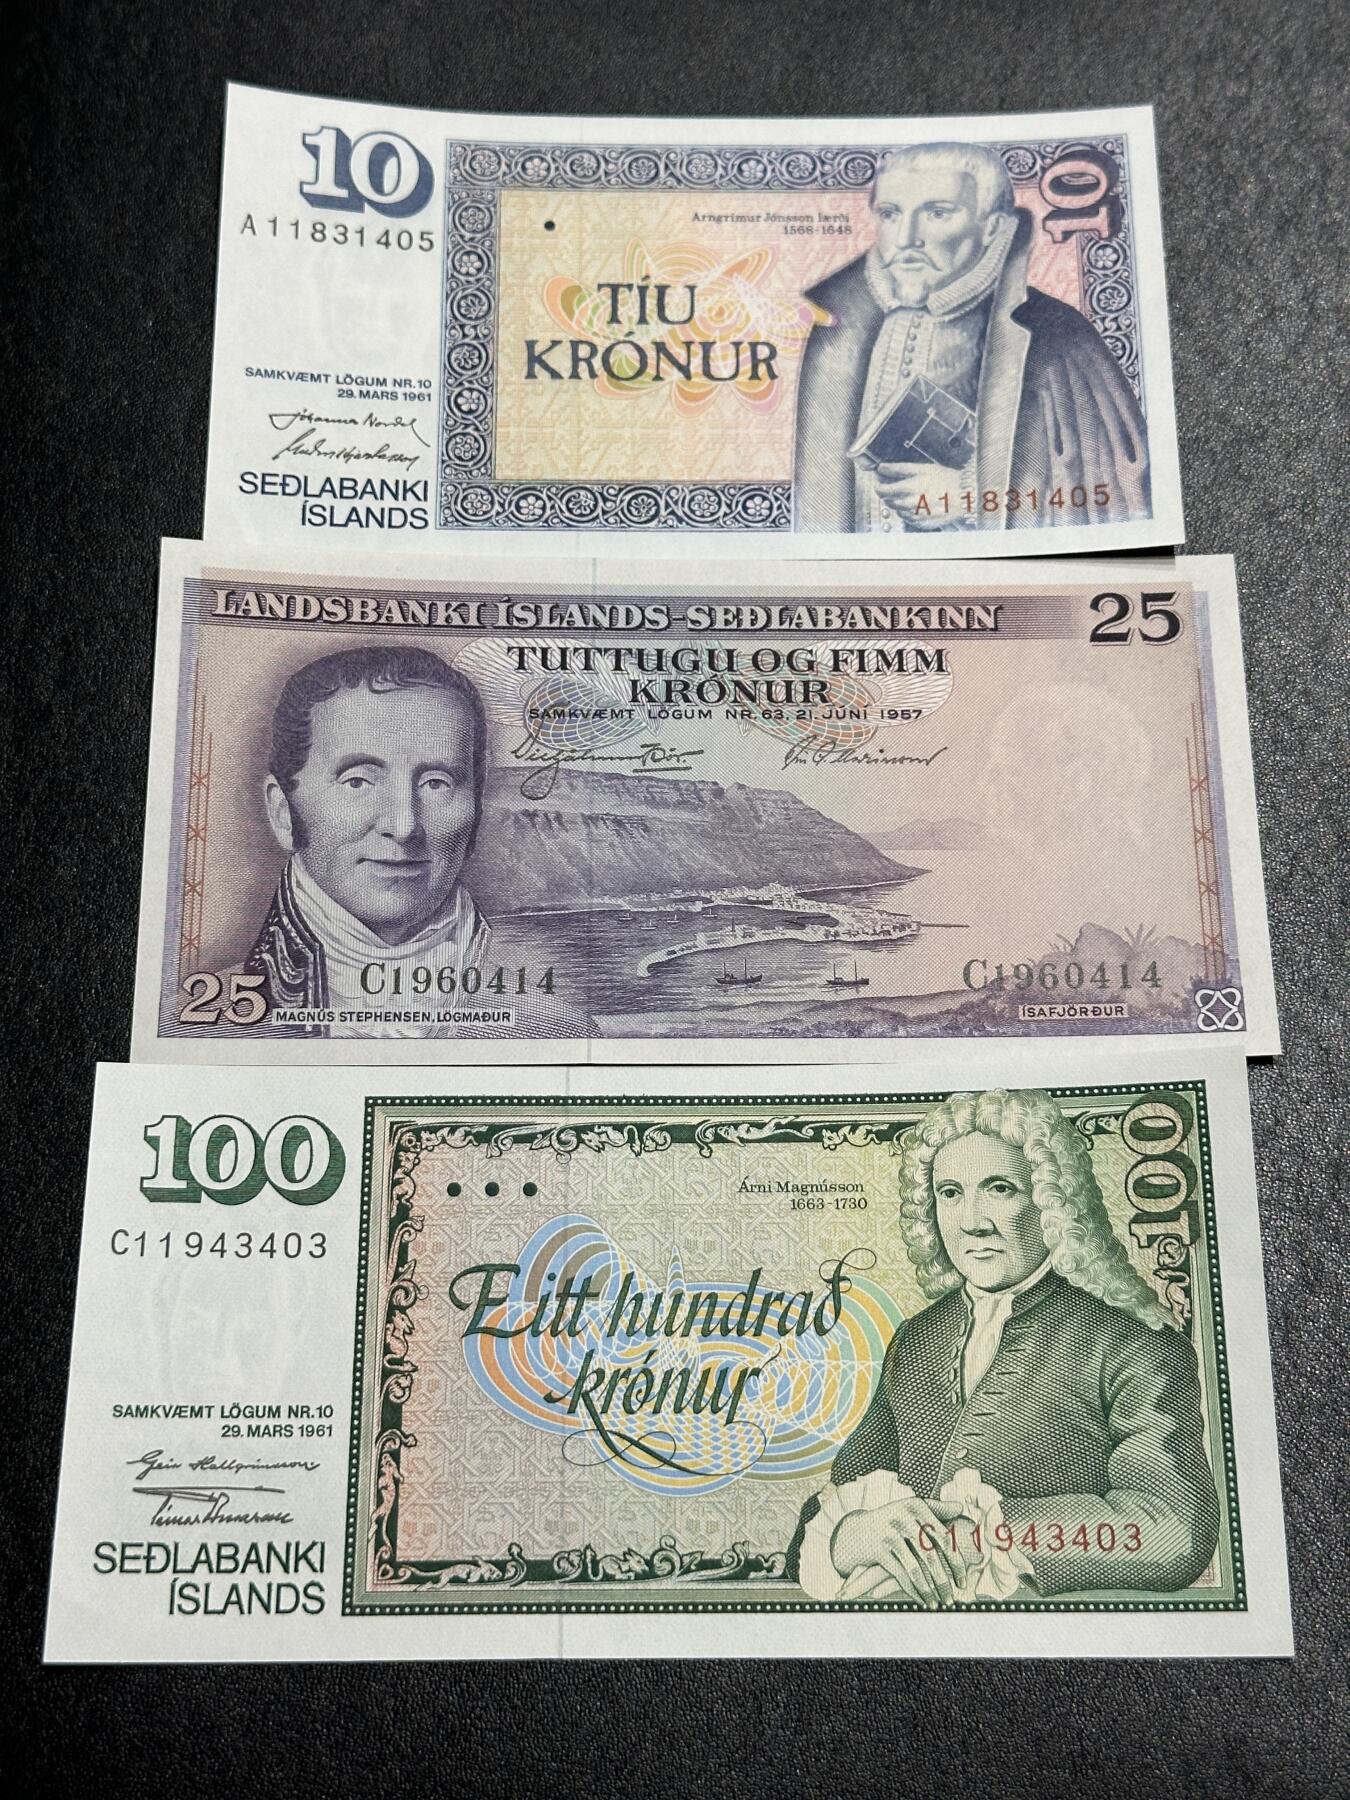 10
A11831405
Arngrímur Jónsson lærði
1568-1648
10
TÍU
KRÓNUR
SAMKVÆMT LÖGUM NR.10
29. MARS 1961
SEÐLABANKI
ÍSLANDS
A11831405
LANDSBANKI ÍSLANDS-SEÐLABANKINN
25
TUTTUGU OG FIMM
KRÓNUR
SAMKVÆMT LÖGUM NR. 63, 21. JÚNÍ 1957
C1960414
C1960414
25
MAGNÚS STEPHENSEN, LÖGMAÐUR
ÍSAFJÖRÐUR
100
C11943403
Árni Magnússon
1663-1730
100
Eitt hundrað
krónur
SAMKVÆMT LÖGUM NR.10
29. MARS 1961
Geir Hallgrímsson
SEÐLABANKI
ÍSLANDS
C11943403